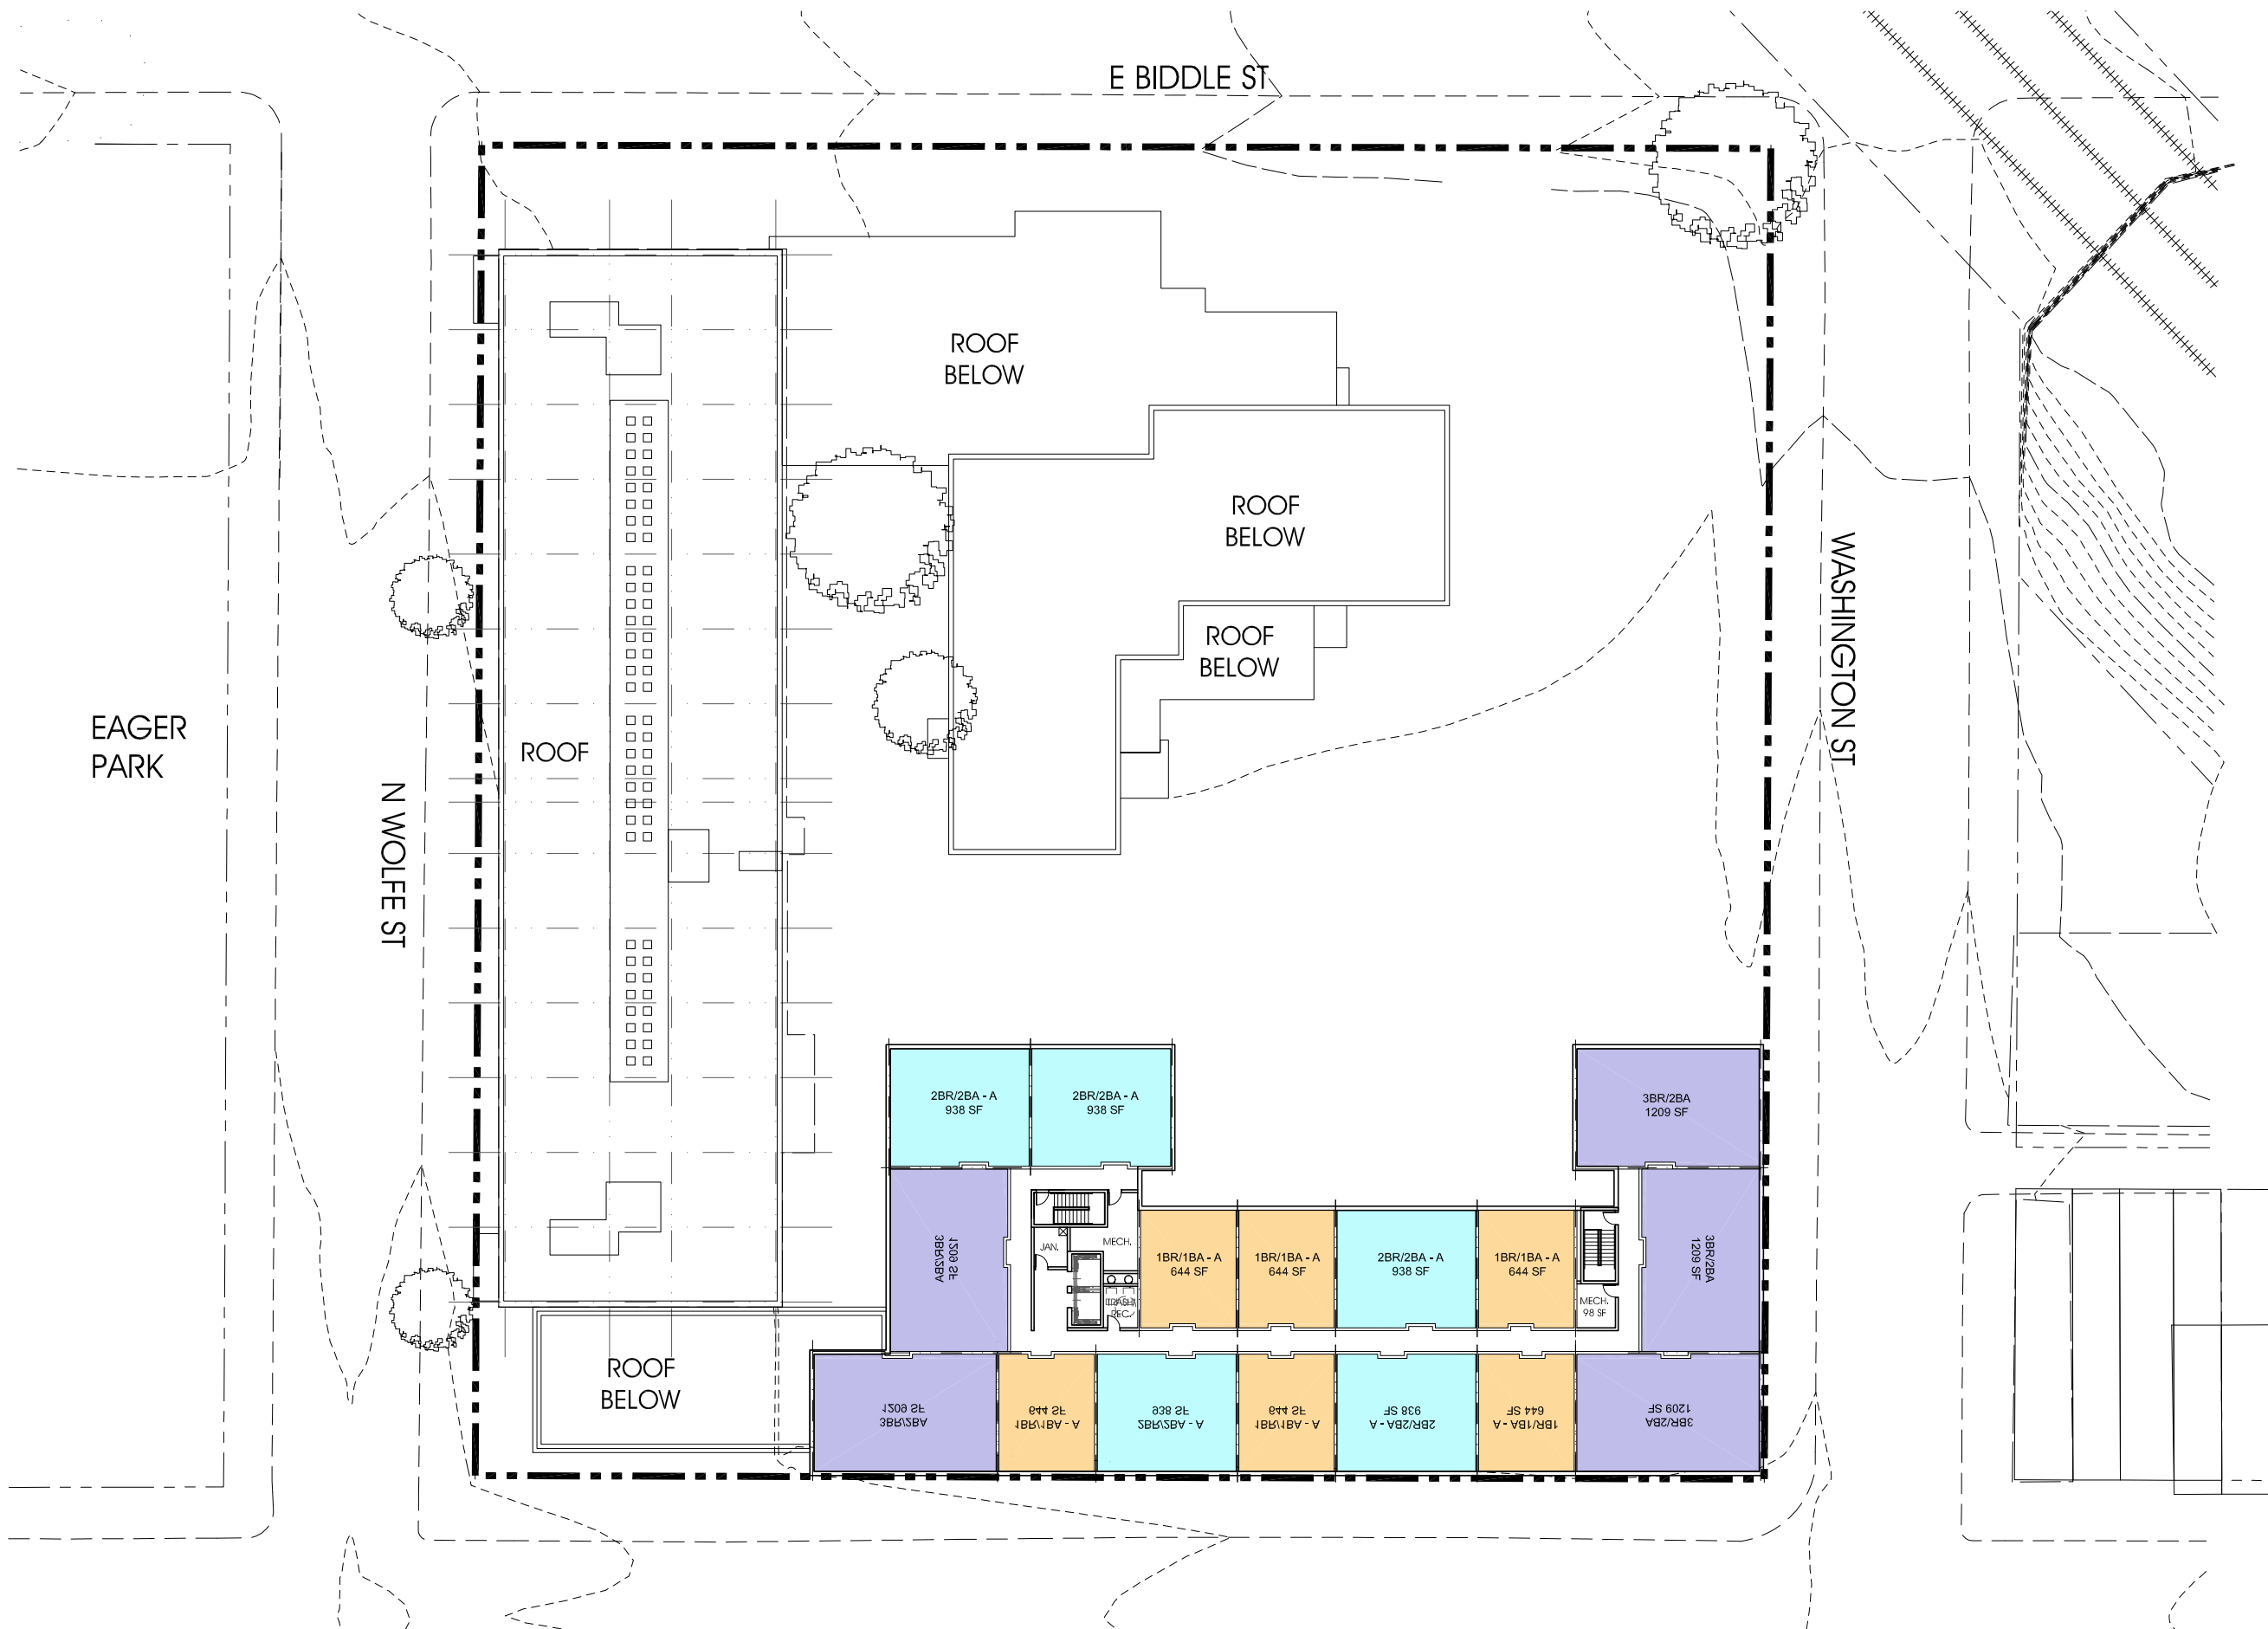 E BIDDLE ST
ROOF
BELOW
ROOF
BELOW
WASHINGTON ST
ROOF
BELOW
EAGER
PARK
ROOF
N WOLFE ST
2BR/2BA - A
938 SF
2BR/2BA - A
938 SF
3BR/2BA
1209 SF
3BR/2BA
1209 SF
JAN.
MECH.
1BR/1BA - A
644 SF
1BR/1BA - A
644 SF
2BR/2BA - A
938 SF
1BR/1BA - A
644 SF
MECH.
98 SF
3BR/2BA
1209 SF
REC.
ROOF
BELOW
1209 SF
3BR/2BA
644 SF
1BR/1BA - A
938 SF
2BR/2BA - A
644 SF
1BR/1BA - A
2BR/2BA - A
938 SF
1BR/1BA - A
644 SF
3BR/2BA
1209 SF